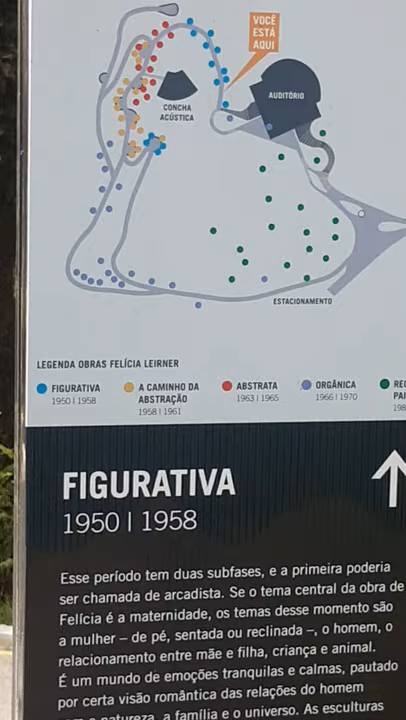 VOCÊ
ESTÁ
AQUI
AUDITÓRIO
CONCHA
ACÚSTICA
ESTACIONAMENTO
LEGENDA OBRAS FELÍCIA LEIRNER
FIGURATIVA
1950 | 1958
A CAMINHO DA
ABSTRAÇÃO
1958 | 1961
ABSTRATA
1963 | 1965
ORGÂNICA
1966 | 1970
FIGURATIVA
1950 | 1958
Esse período tem duas subfases, e a primeira poderia
ser chamada de arcadista. Se o tema central da obra de
Felícia é a maternidade, os temas desse momento são
a mulher – de pé, sentada ou reclinada –, o homem, o
relacionamento entre mãe e filha, criança e animal.
É um mundo de emoções tranquilas e calmas, pautado
por certa visão romântica das relações do homem
com a natureza, a família e o universo. As esculturas